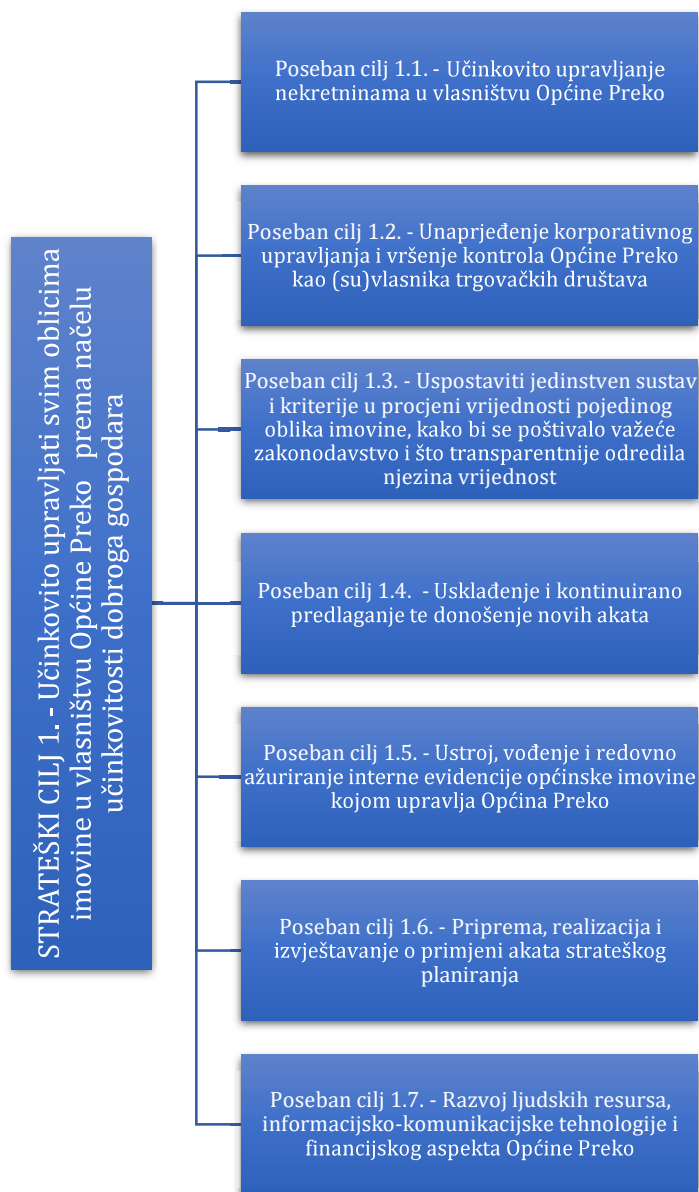 STRATEŠKI CILJ 1. - Učinkovito upravljati svim oblicima
imovine u vlasništvu Općine Preko   prema načelu
učinkovitosti dobroga gospodara
Poseban cilj 1.1. - Učinkovito upravljanje
nekretninama u vlasništvu Općine Preko
Poseban cilj 1.2. - Unaprjeđenje korporativnog
upravljanja i vršenje kontrola Općine Preko
kao (su)vlasnika trgovačkih društava
Poseban cilj 1.3. - Uspostaviti jedinstven sustav
i kriterije u procjeni vrijednosti pojedinog
oblika imovine, kako bi se poštivalo važeće
zakonodavstvo i što transparentnije odredila
njezina vrijednost
Poseban cilj 1.4.  - Usklađenje i kontinuirano
predlaganje te donošenje novih akata
Poseban cilj 1.5. - Ustroj, vođenje i redovno
ažuriranje interne evidencije općinske imovine
kojom upravlja Općina Preko
Poseban cilj 1.6. - Priprema, realizacija i
izvještavanje o primjeni akata strateškog
planiranja
Poseban cilj 1.7. - Razvoj ljudskih resursa,
informacijsko-komunikacijske tehnologije i
financijskog aspekta Općine Preko